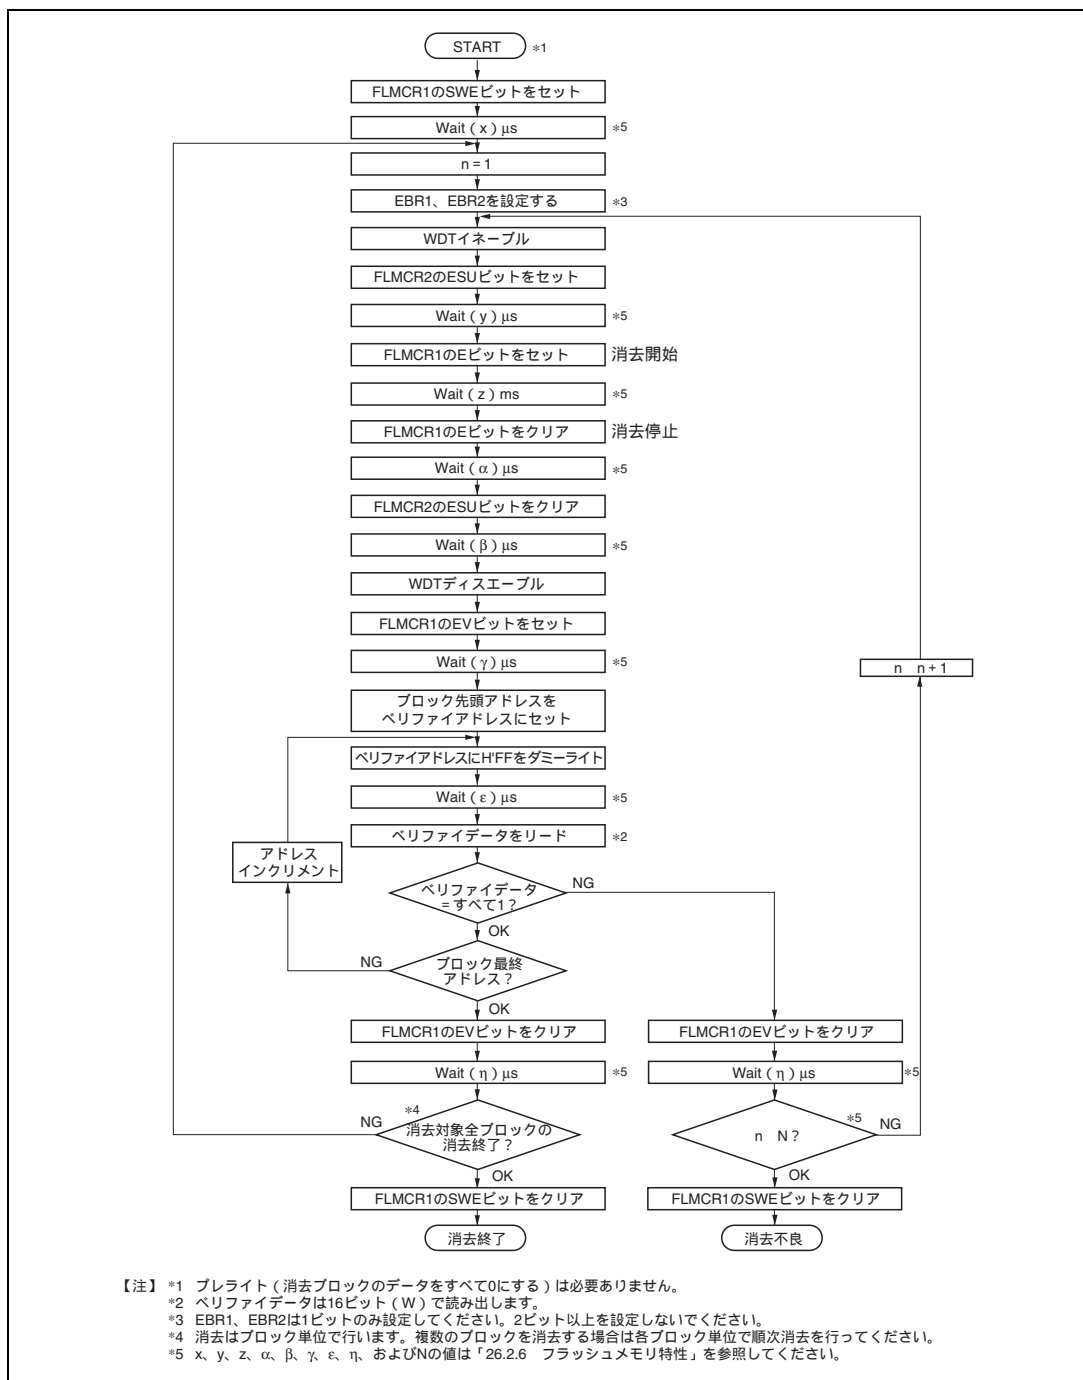 START *1
FLMCR1のSWEビットをセット
Wait（x）μs *5
n = 1
EBR1、EBR2を設定する *3
WDTイネーブル
FLMCR2のESUビットをセット
Wait（y）μs *5
FLMCR1のEビットをセット 消去開始
Wait（z）ms *5
FLMCR1のEビットをクリア 消去停止
Wait（α）μs *5
FLMCR2のESUビットをクリア
Wait（β）μs *5
WDTディスエーブル
FLMCR1のEVビットをセット
Wait（γ）μs *5
n n + 1
ブロック先頭アドレスを
ベリファイアドレスにセット
ベリファイアドレスにH'FFをダミーライト
Wait（ε）μs *5
ベリファイデータをリード *2
アドレス
インクリメント
ベリファイデータ
= すべて1？
NG
OK
ブロック最終
アドレス？
NG
OK
FLMCR1のEVビットをクリア
Wait（η）μs *5
*4
消去対象全ブロックの
消去終了？
NG
OK
FLMCR1のSWEビットをクリア
消去終了
FLMCR1のEVビットをクリア
Wait（η）μs *5
n N？ *5
NG
OK
FLMCR1のSWEビットをクリア
消去不良
【注】 *1 プレライト（消去ブロックのデータをすべて0にする）は必要ありません。
*2 ベリファイデータは16ビット（W）で読み出します。
*3 EBR1、EBR2は1ビットのみ設定してください。2ビット以上を設定しないでください。
*4 消去はブロック単位で行います。複数のブロックを消去する場合は各ブロック単位で順次消去を行ってください。
*5 x、y、z、α、β、γ、ε、η、およびNの値は「26.2.6 フラッシュメモリ特性」を参照してください。